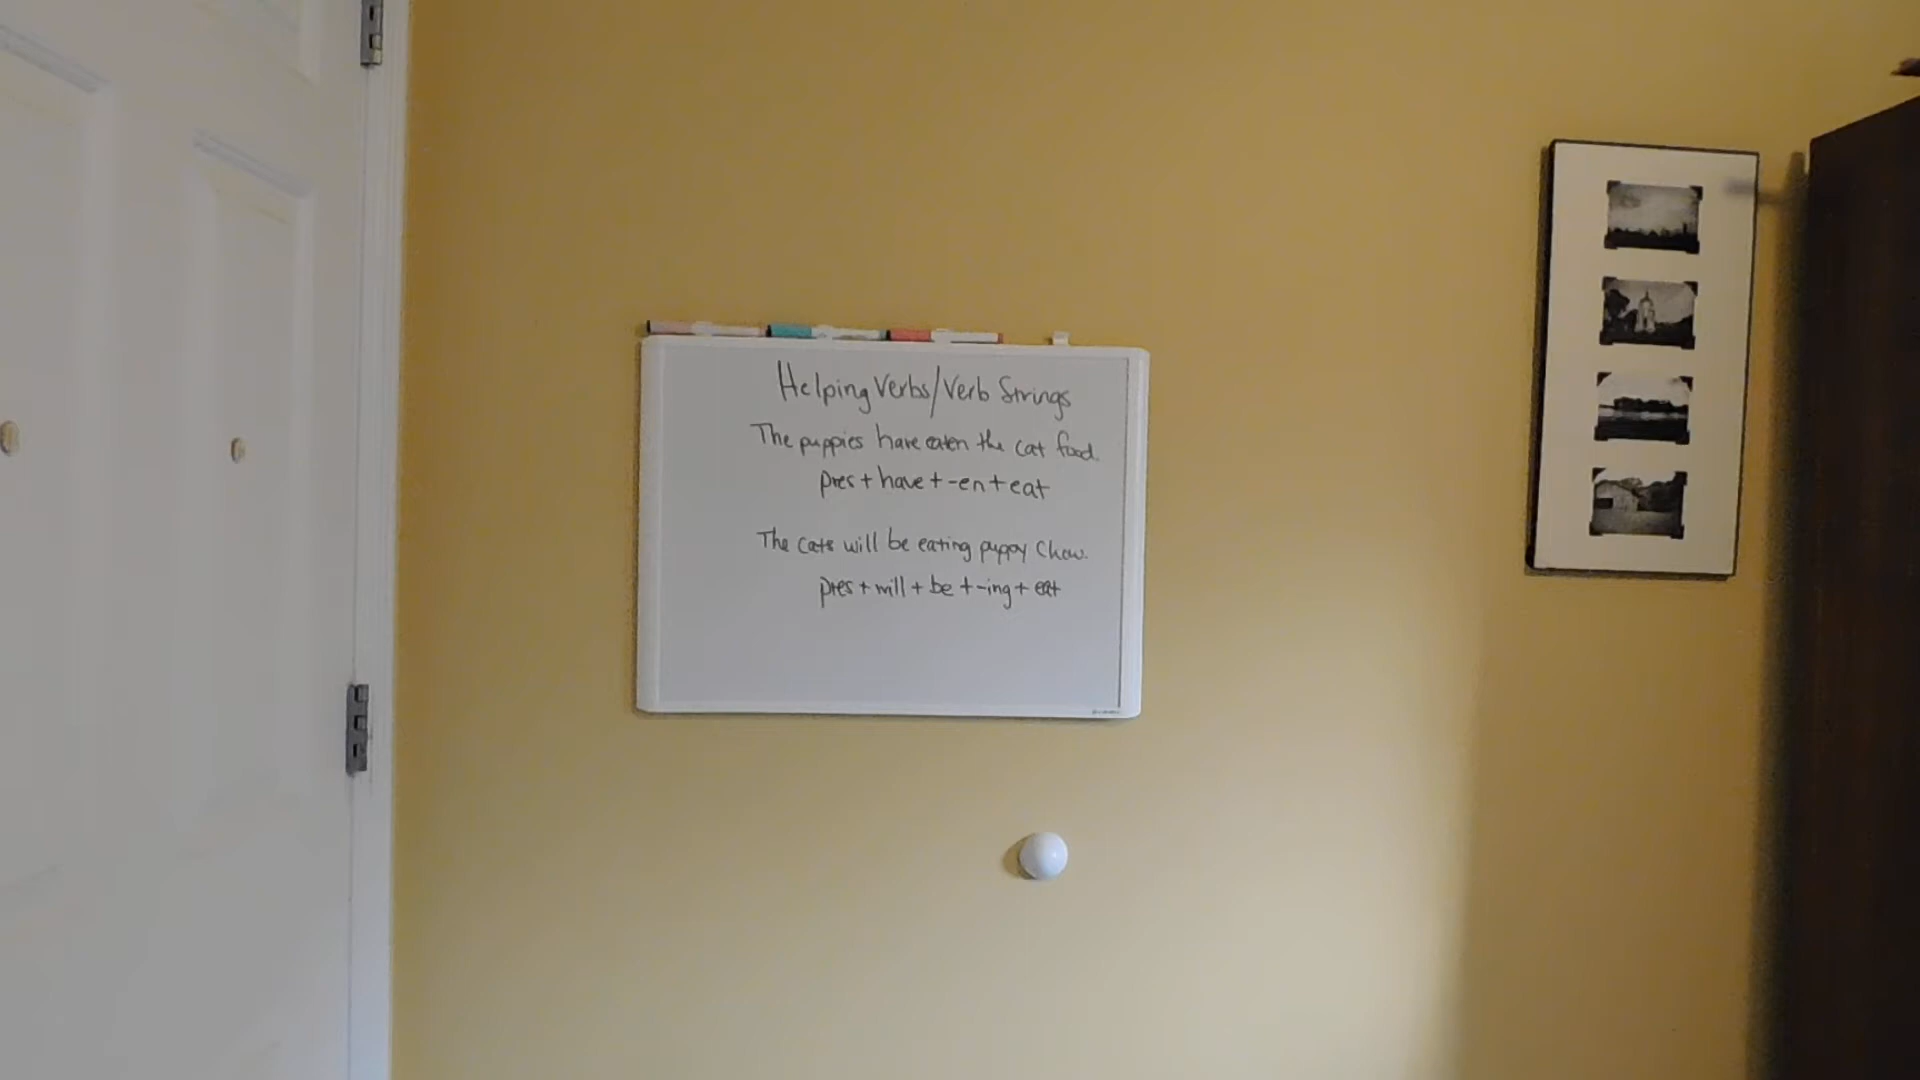 Helping Verbs/Verb Strings
The puppies have eaten the cat food.
pres + have + -en + eat
The cats will be eating puppy chow.
pres + will + be + -ing + eat